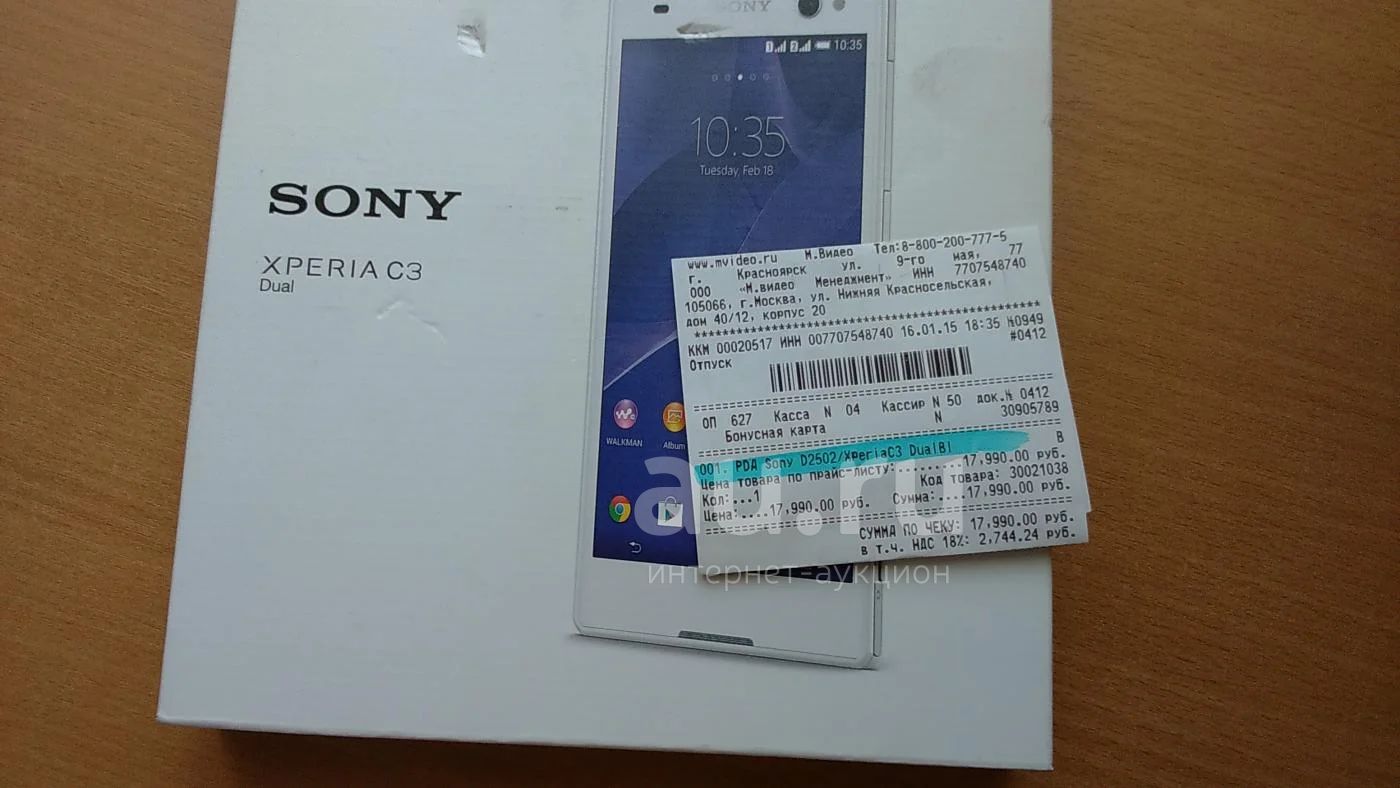 SONY
10:35
10:35
Tuesday, Feb 18
SONY
XPERIA C3
Dual
WALKMAN
Album
www.mvideo.ru М.Видео Тел:8-800-200-777-5
г. Красноярск ул. 9-го мая, 77
ООО «М.видео Менеджмент» ИНН 7707548740
105066, г.Москва, ул. Нижняя Красносельская,
дом 40/12, корпус 20
ККМ 00020517 ИНН 007707548740 16.01.15 18:35 №0949
Отпуск #0412
ОП 627 Касса N 04 Кассир N 50 док.№ 0412
Бонусная карта N 30905789
001. PDA Sony D2502/XperiaC3 DualBl В
Цена товара по прайс-листу:.......17,990.00 руб.
Кол:...1 Код товара: 30021038
Цена:....17,990.00 руб. Сумма:....17,990.00 руб.
СУММА ПО ЧЕКУ: 17,990.00 руб.
в т.ч. НДС 18%: 2,744.24 руб.
au.ru
интернет-аукцион